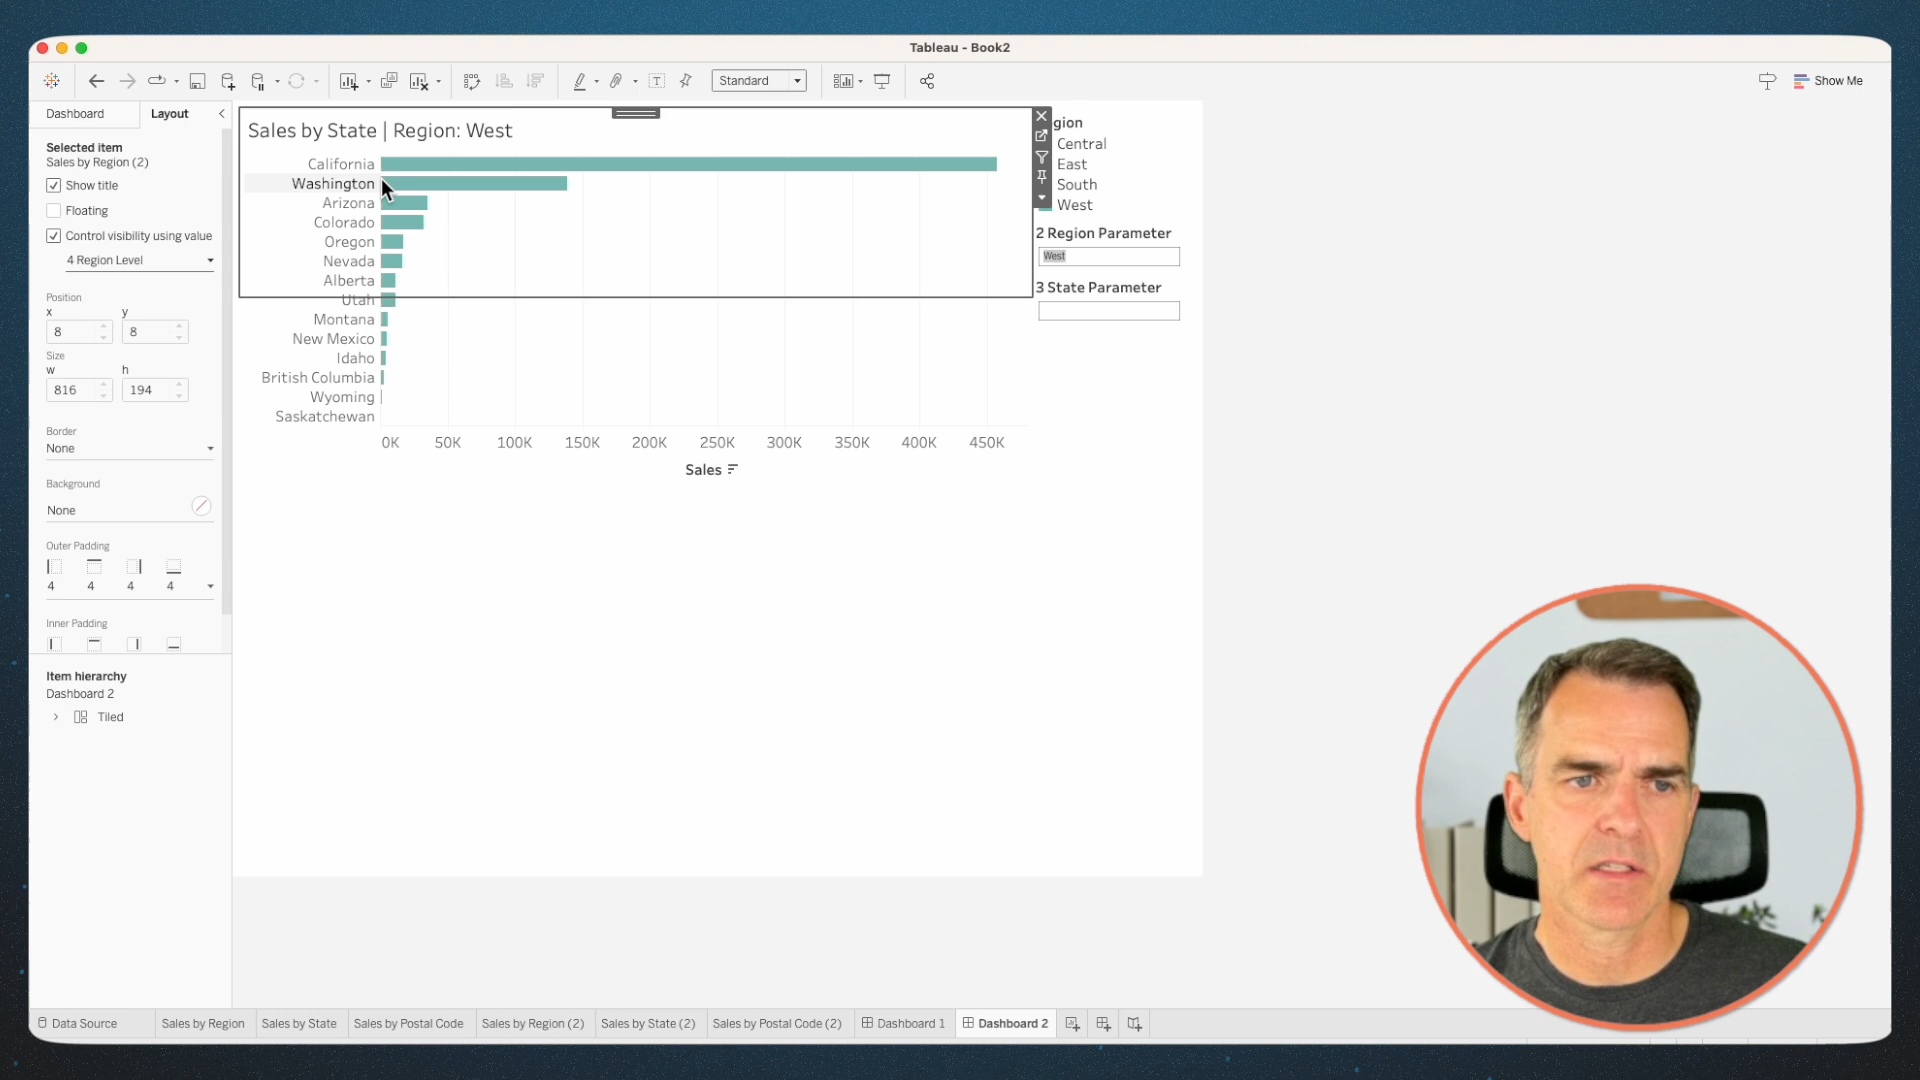 Tableau - Book2
Standard
Show Me
Dashboard
Layout
Selected item
Sales by Region (2)
Show title
Floating
Control visibility using value
4 Region Level
Position
x
y
8
8
Size
w
h
816
194
Border
None
Background
None
Outer Padding
4
4
4
4
Inner Padding
Item hierarchy
Dashboard 2
Tiled
Sales by State | Region: West
California
Washington
Arizona
Colorado
Oregon
Nevada
Alberta
Utah
Montana
New Mexico
Idaho
British Columbia
Wyoming
Saskatchewan
0K
50K
100K
150K
200K
250K
300K
350K
400K
450K
Sales
gion
Central
East
South
West
2 Region Parameter
West
3 State Parameter
Data Source
Sales by Region
Sales by State
Sales by Postal Code
Sales by Region (2)
Sales by State (2)
Sales by Postal Code (2)
Dashboard 1
Dashboard 2